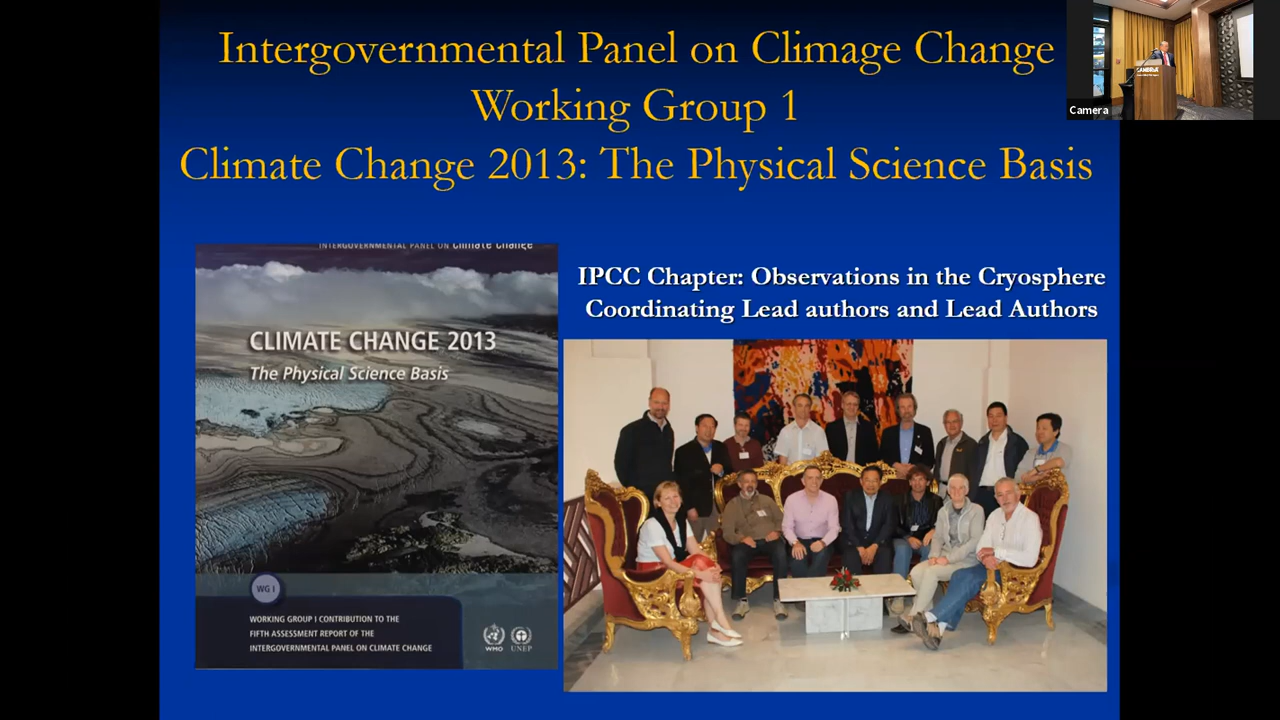 Intergovernmental Panel on Climage Change
Working Group 1
Climate Change 2013: The Physical Science Basis
Camera
INTERGOVERNMENTAL PANEL ON climate change
CLIMATE CHANGE 2013
The Physical Science Basis
WG I
WORKING GROUP I CONTRIBUTION TO THE
FIFTH ASSESSMENT REPORT OF THE
INTERGOVERNMENTAL PANEL ON CLIMATE CHANGE
WMO
UNEP
IPCC Chapter: Observations in the Cryosphere
Coordinating Lead authors and Lead Authors